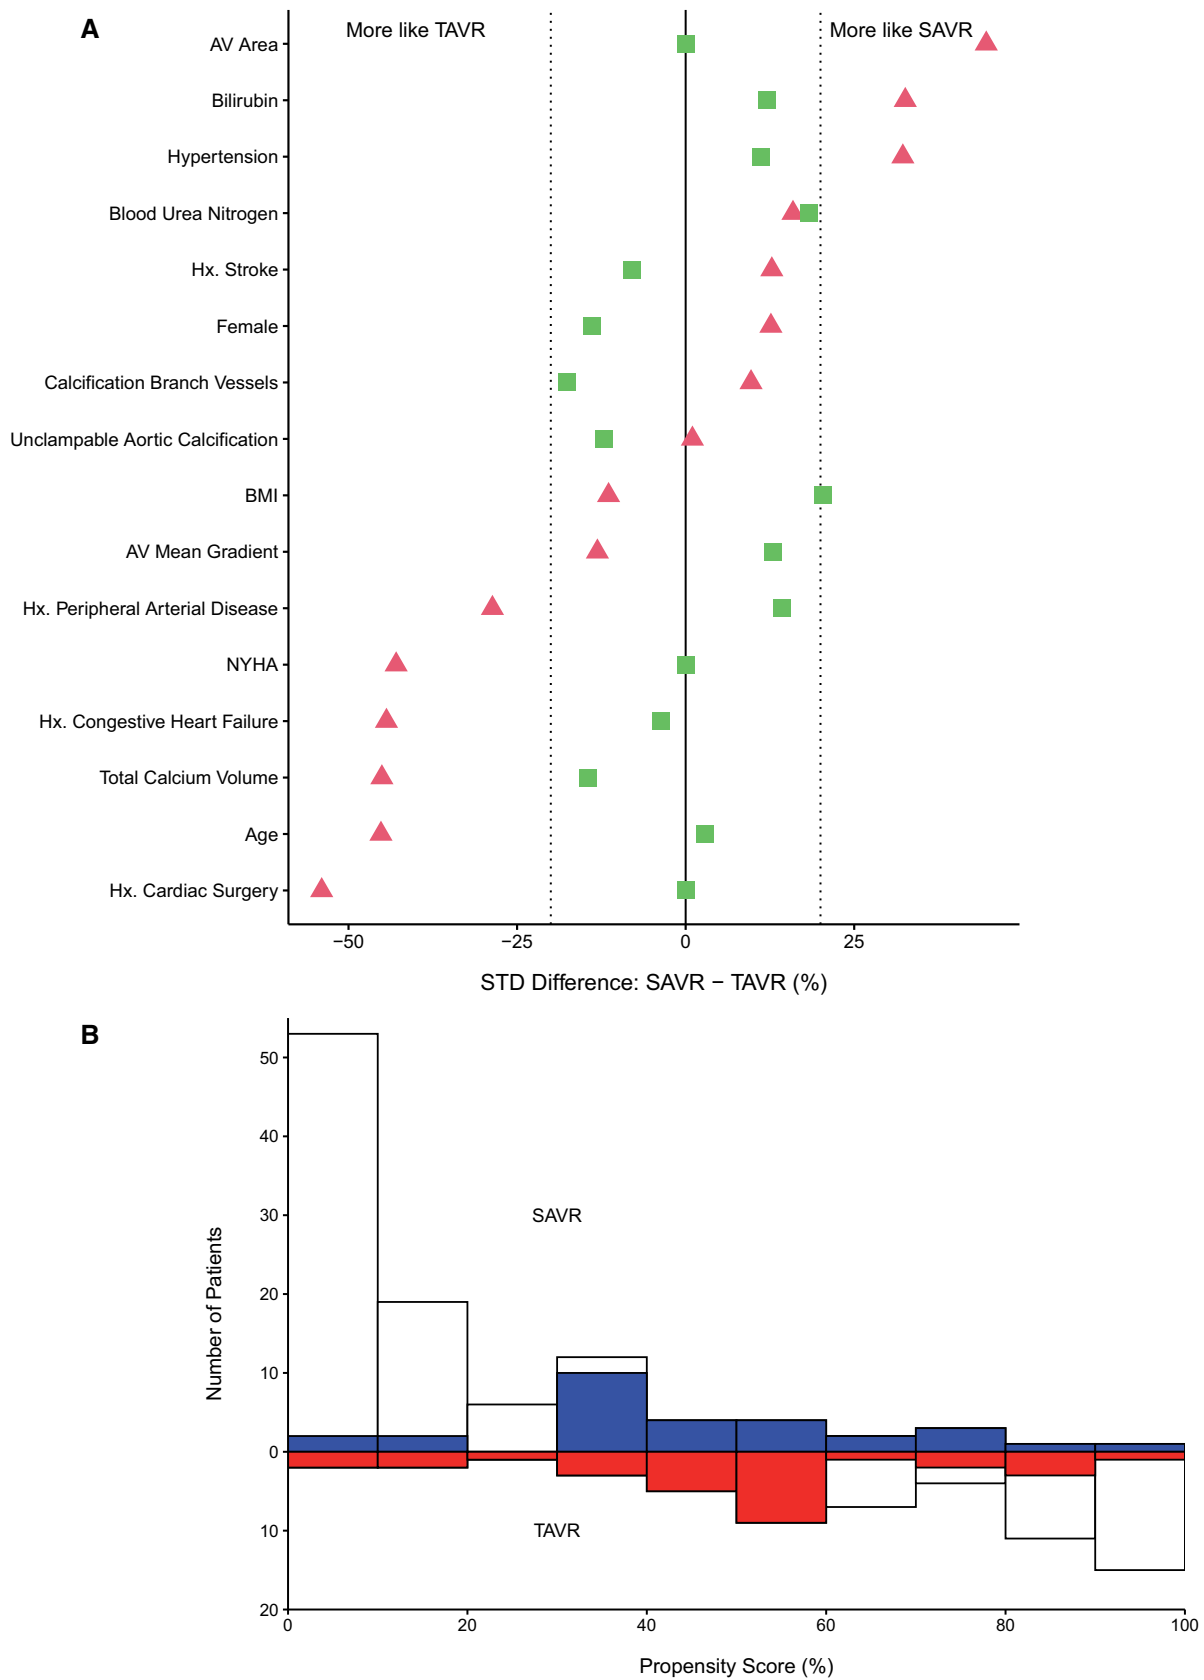 A
More like TAVR
More like SAVR
AV Area
Bilirubin
Hypertension
Blood Urea Nitrogen
Hx. Stroke
Female
Calcification Branch Vessels
Unclampable Aortic Calcification
BMI
AV Mean Gradient
Hx. Peripheral Arterial Disease
NYHA
Hx. Congestive Heart Failure
Total Calcium Volume
Age
Hx. Cardiac Surgery
−50 −25 0 25
STD Difference: SAVR − TAVR (%)
B
50
40
30
20
10
0
10
20
Number of Patients
SAVR
TAVR
0 20 40 60 80 100
Propensity Score (%)